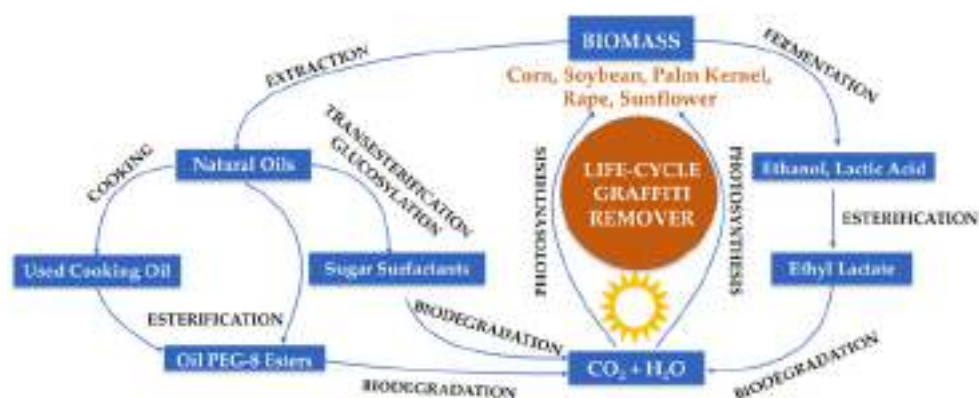 BIOMASS
Corn, Soybean, Palm Kernel,
Rape, Sunflower
EXTRACTION
FERMENTATION
COOKING
Natural Oils
TRANSESTERIFICATION
GLUCOSYLATION
PHOTOSYNTHESIS
LIFE-CYCLE
GRAFFITI
REMOVER
PHOTOSYNTHESIS
Ethanol, Lactic Acid
ESTERIFICATION
Used Cooking Oil
Sugar Surfactants
Ethyl Lactate
ESTERIFICATION
BIODEGRADATION
Oil PEG-8 Esters
CO₂ + H₂O
BIODEGRADATION
BIODEGRADATION